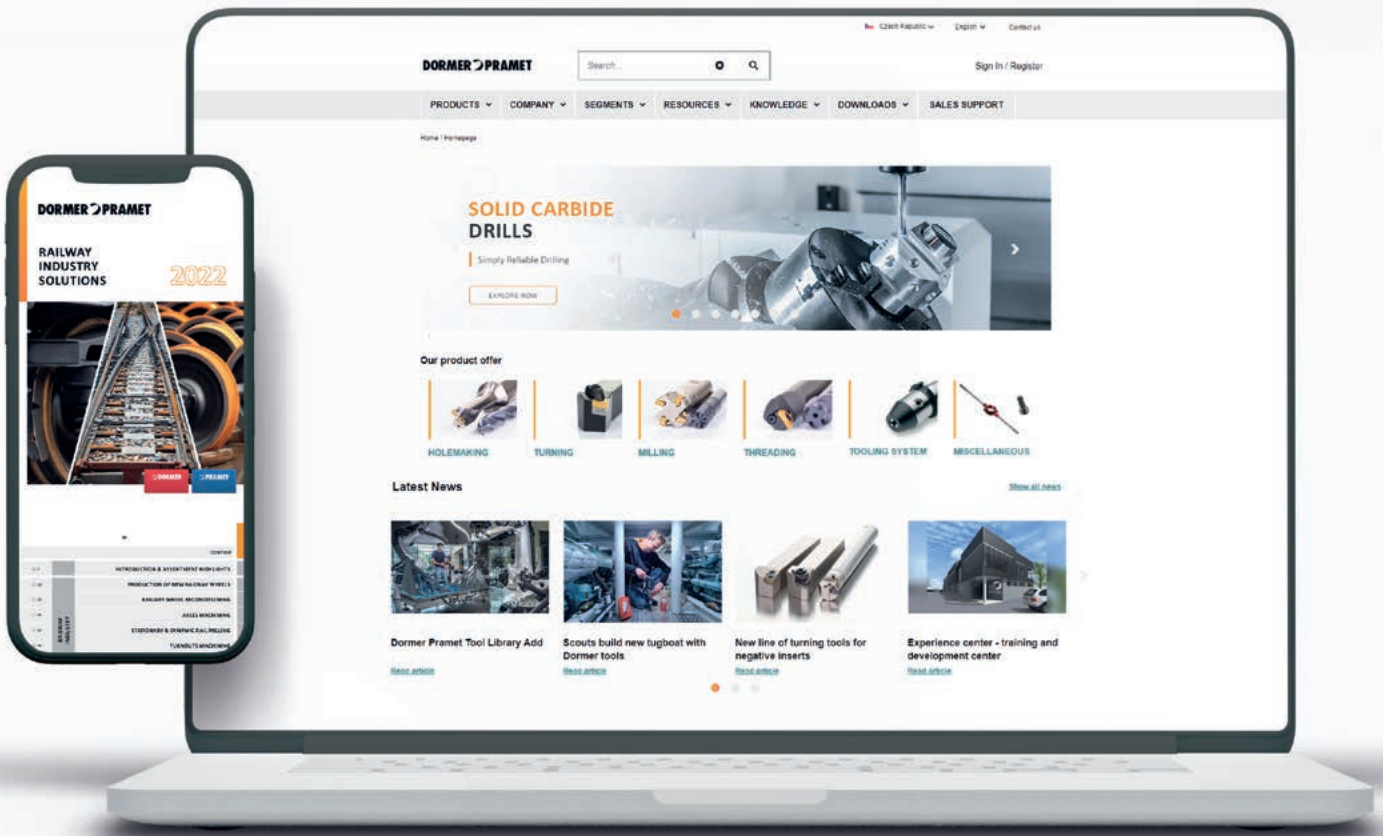 Czech Republic English Contact us
DORMER PRAMET Search... Sign In / Register
PRODUCTS COMPANY SEGMENTS RESOURCES KNOWLEDGE DOWNLOADS SALES SUPPORT
Home / Homepage
SOLID CARBIDE
DRILLS
Simply Reliable Drilling
EXPLORE NOW
Our product offer
HOLEMAKING TURNING MILLING THREADING TOOLING SYSTEM MISCELLANEOUS
Latest News Show all news
Dormer Pramet Tool Library Add
Read article
Scouts build new tugboat with
Dormer tools
Read article
New line of turning tools for
negative inserts
Read article
Experience center - training and
development center
Read article
DORMER PRAMET
RAILWAY
INDUSTRY
SOLUTIONS
2022
DORMER PRAMET
CONTENT
INTRODUCTION & ASSORTMENT HIGHLIGHTS
PRODUCTION OF NEW RAILWAY WHEELS
RAILWAY WHEEL RECONDITIONING
AXLES MACHINING
STATIONARY & DYNAMIC RAIL MILLING
TURNOUTS MACHINING
RAILWAY
INDUSTRY